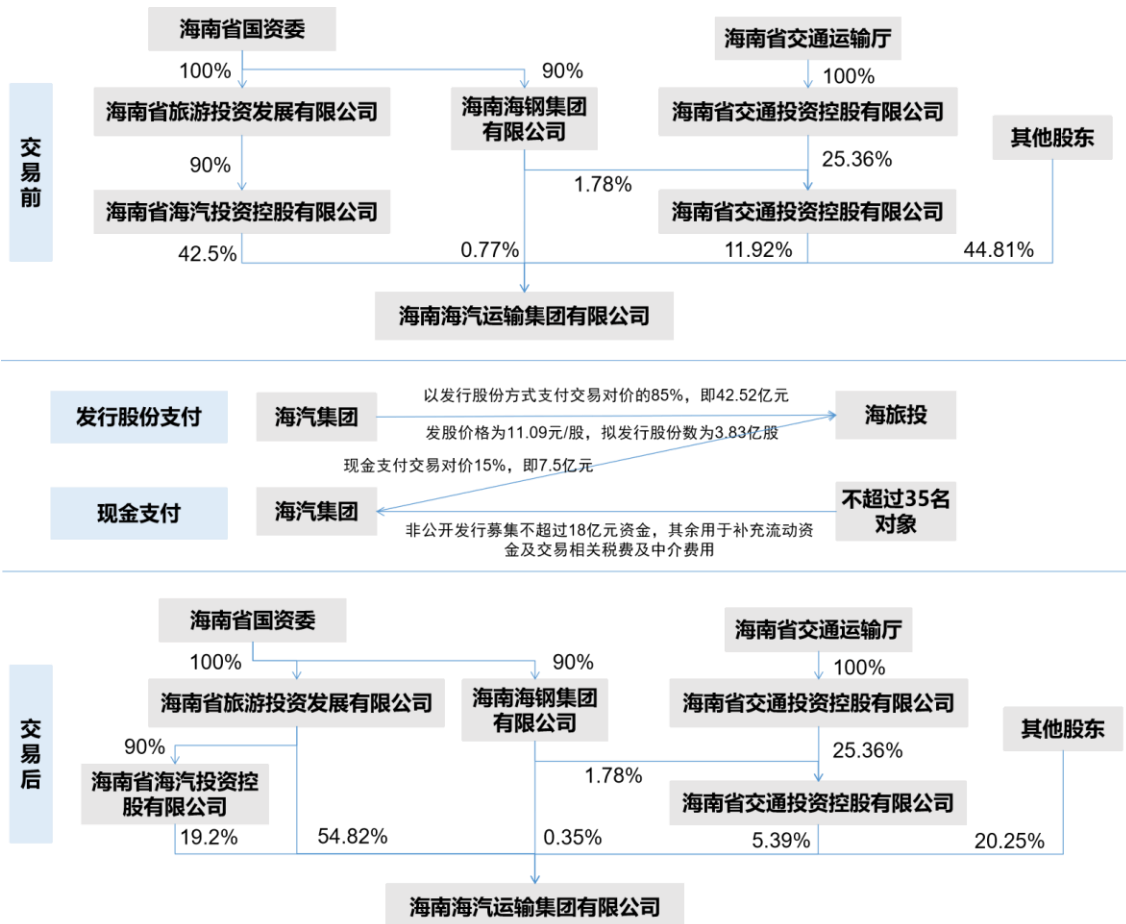 海南省国资委
海南省交通运输厅
100%
90%
100%
海南省旅游投资发展有限公司
海南海钢集团
有限公司
海南省交通投资控股有限公司
其他股东
交易前
90%
1.78%
25.36%
海南省海汽投资控股有限公司
海南省交通投资控股有限公司
42.5%
0.77%
11.92%
44.81%
海南海汽运输集团有限公司
发行股份支付
海汽集团
以发行股份方式支付交易对价的85%，即42.52亿元
海旅投
发股价格为11.09元/股，拟发行股份数为3.83亿股
现金支付交易对价15%，即7.5亿元
现金支付
海汽集团
不超过35名
对象
非公开发行募集不超过18亿元资金，其余用于补充流动资
金及交易相关税费及中介费用
海南省国资委
海南省交通运输厅
100%
90%
100%
海南省旅游投资发展有限公司
海南海钢集团
有限公司
海南省交通投资控股有限公司
其他股东
交易后
90%
25.36%
1.78%
海南省海汽投资控
股有限公司
海南省交通投资控股有限公司
19.2%
54.82%
0.35%
5.39%
20.25%
海南海汽运输集团有限公司